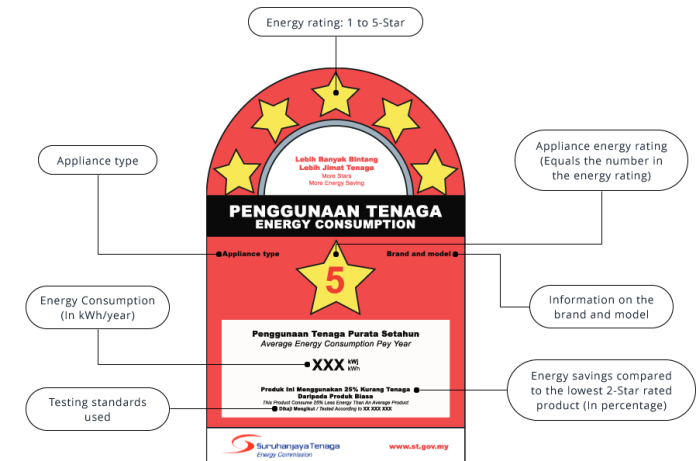 Energy rating: 1 to 5-Star
Lebih Banyak Bintang
Lebih Jimat Tenaga
More Stars
More Energy Saving
Appliance type
Appliance energy rating
(Equals the number in
the energy rating)
PENGGUNAAN TENAGA
ENERGY CONSUMPTION
Appliance type
Brand and model
5
Energy Consumption
(In kWh/year)
Information on the
brand and model
Penggunaan Tenaga Purata Setahun
Average Energy Consumption Pey Year
XXX kWj
kWh
Produk Ini Menggunakan 25% Kurang Tenaga
Daripada Produk Biasa
This Product Consume 25% Less Energy Than An Average Product
Diuji Mengikut / Tested According to XX XXX XXX
Energy savings compared
to the lowest 2-Star rated
product (In percentage)
Testing standards
used
Suruhanjaya Tenaga
Energy Commission
www.st.gov.my